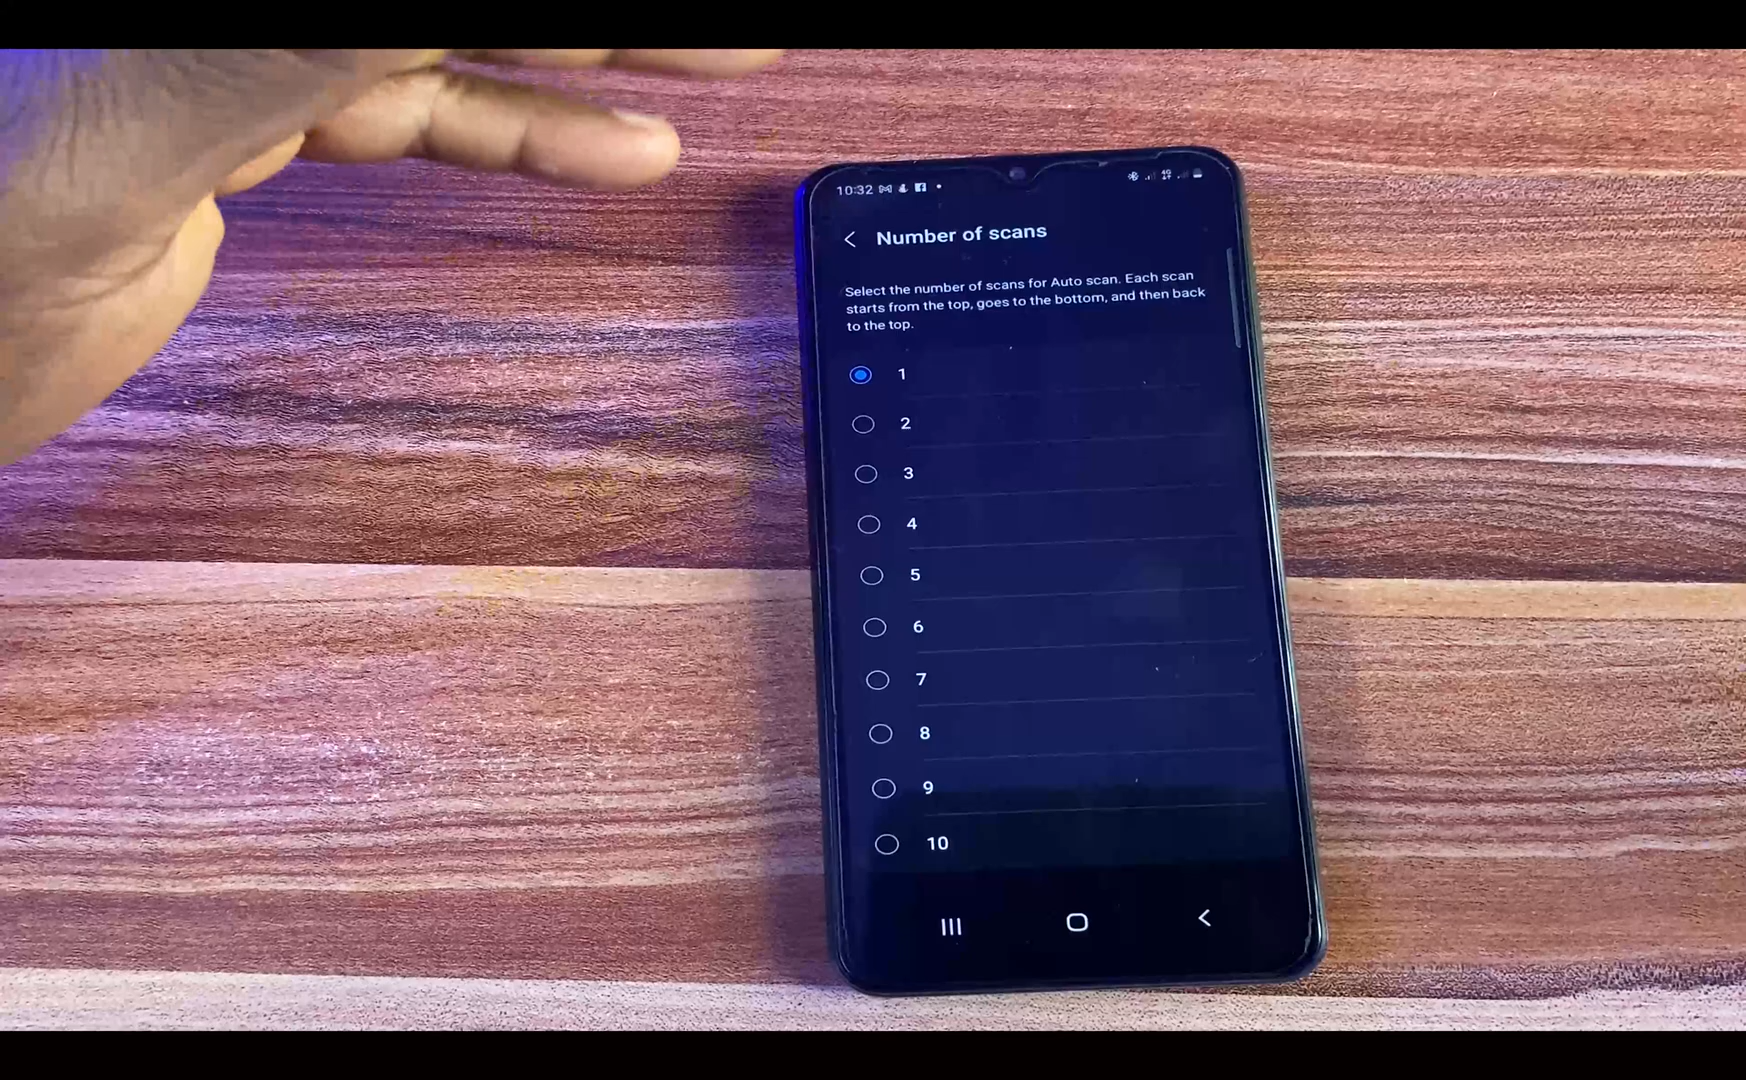 10:32
Number of scans
Select the number of scans for Auto scan. Each scan
starts from the top, goes to the bottom, and then back
to the top.
1
2
3
4
5
6
7
8
9
10